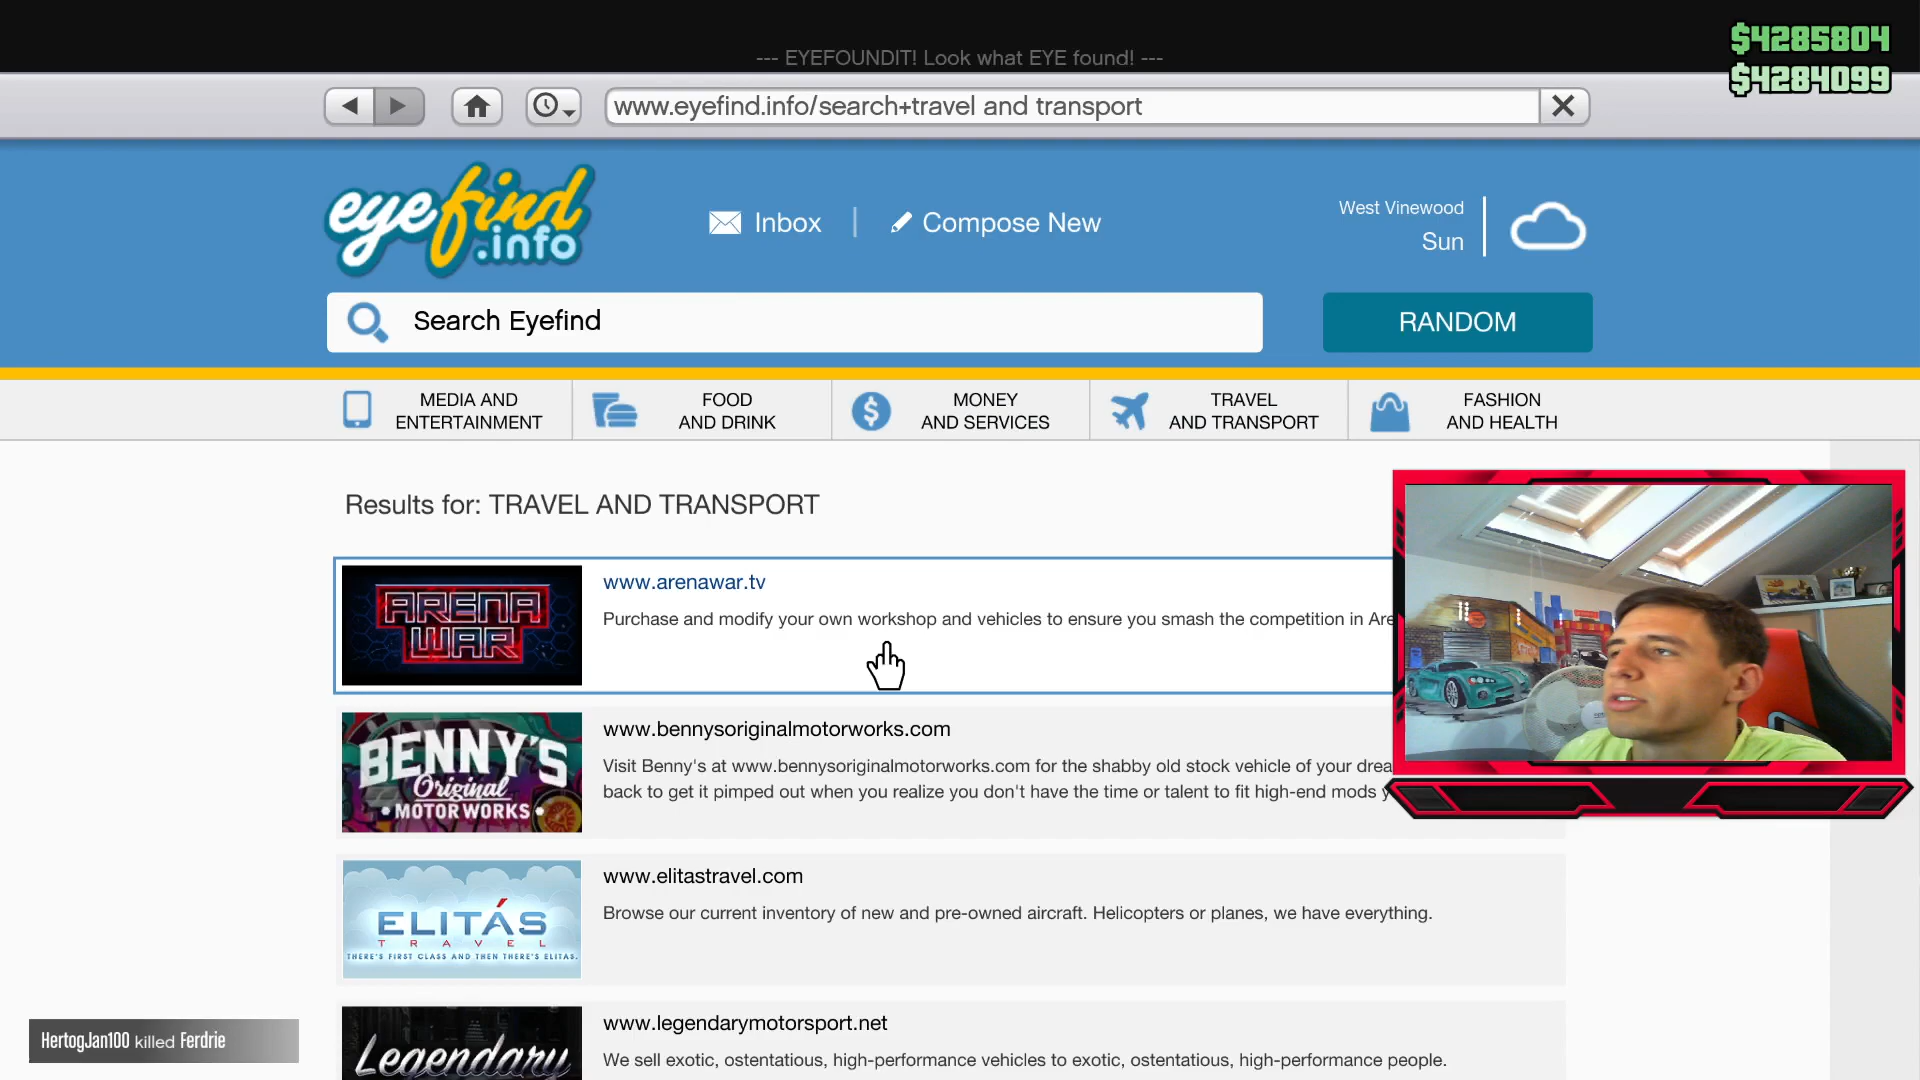 $4285804
--- EYEFOUNDIT! Look what EYE found! ---
$4284099
www.eyefind.info/search+travel and transport
eyefind
.info
Inbox
Compose New
West Vinewood
Sun
Search Eyefind
RANDOM
MEDIA AND
ENTERTAINMENT
FOOD
AND DRINK
MONEY
AND SERVICES
TRAVEL
AND TRANSPORT
FASHION
AND HEALTH
Results for: TRAVEL AND TRANSPORT
ARENA
WAR
www.arenawar.tv
Purchase and modify your own workshop and vehicles to ensure you smash the competition in Are
BENNY'S
Original
MOTOR WORKS
www.bennysoriginalmotorworks.com
Visit Benny's at www.bennysoriginalmotorworks.com for the shabby old stock vehicle of your drea
back to get it pimped out when you realize you don't have the time or talent to fit high-end mods y
ELITÁS
TRAVEL
THERE'S FIRST CLASS AND THEN THERE'S ELITAS.
www.elitastravel.com
Browse our current inventory of new and pre-owned aircraft. Helicopters or planes, we have everything.
Legendary
www.legendarymotorsport.net
We sell exotic, ostentatious, high-performance vehicles to exotic, ostentatious, high-performance people.
HertogJan100 killed Ferdrie